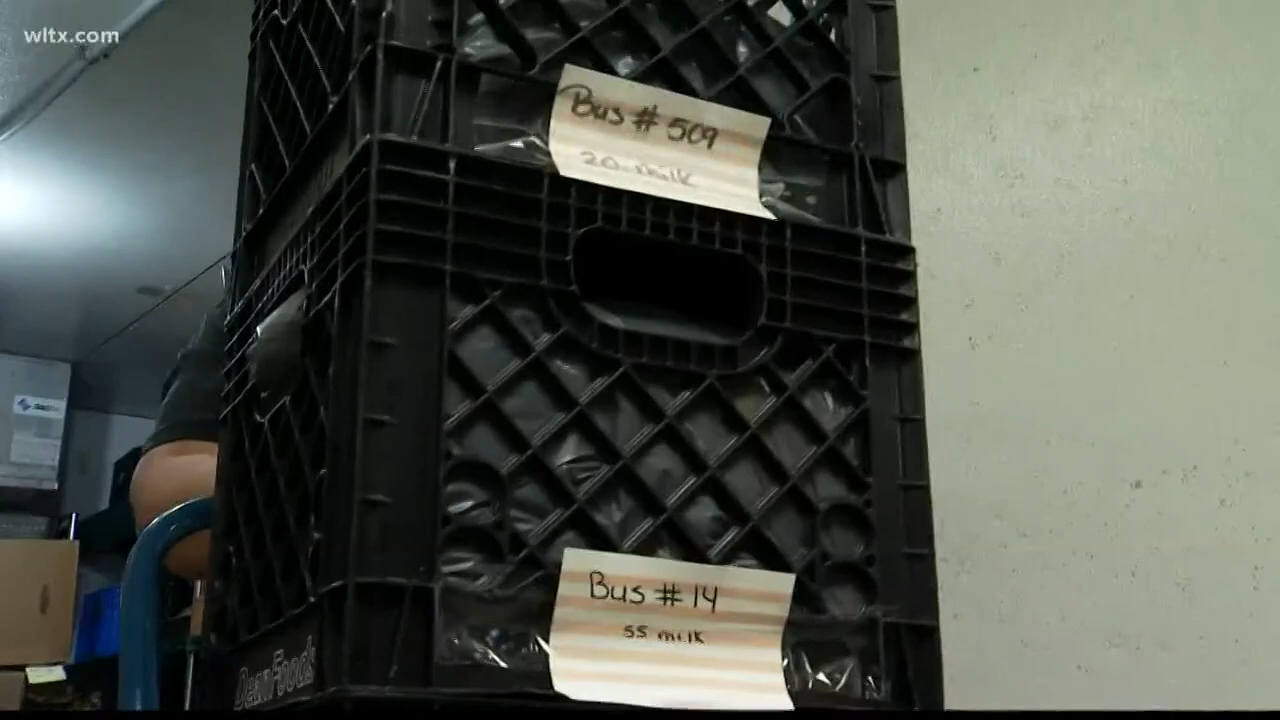 wltx.com
Bus # 509
20 milk
Bus # 14
55 milk
Dean Foods